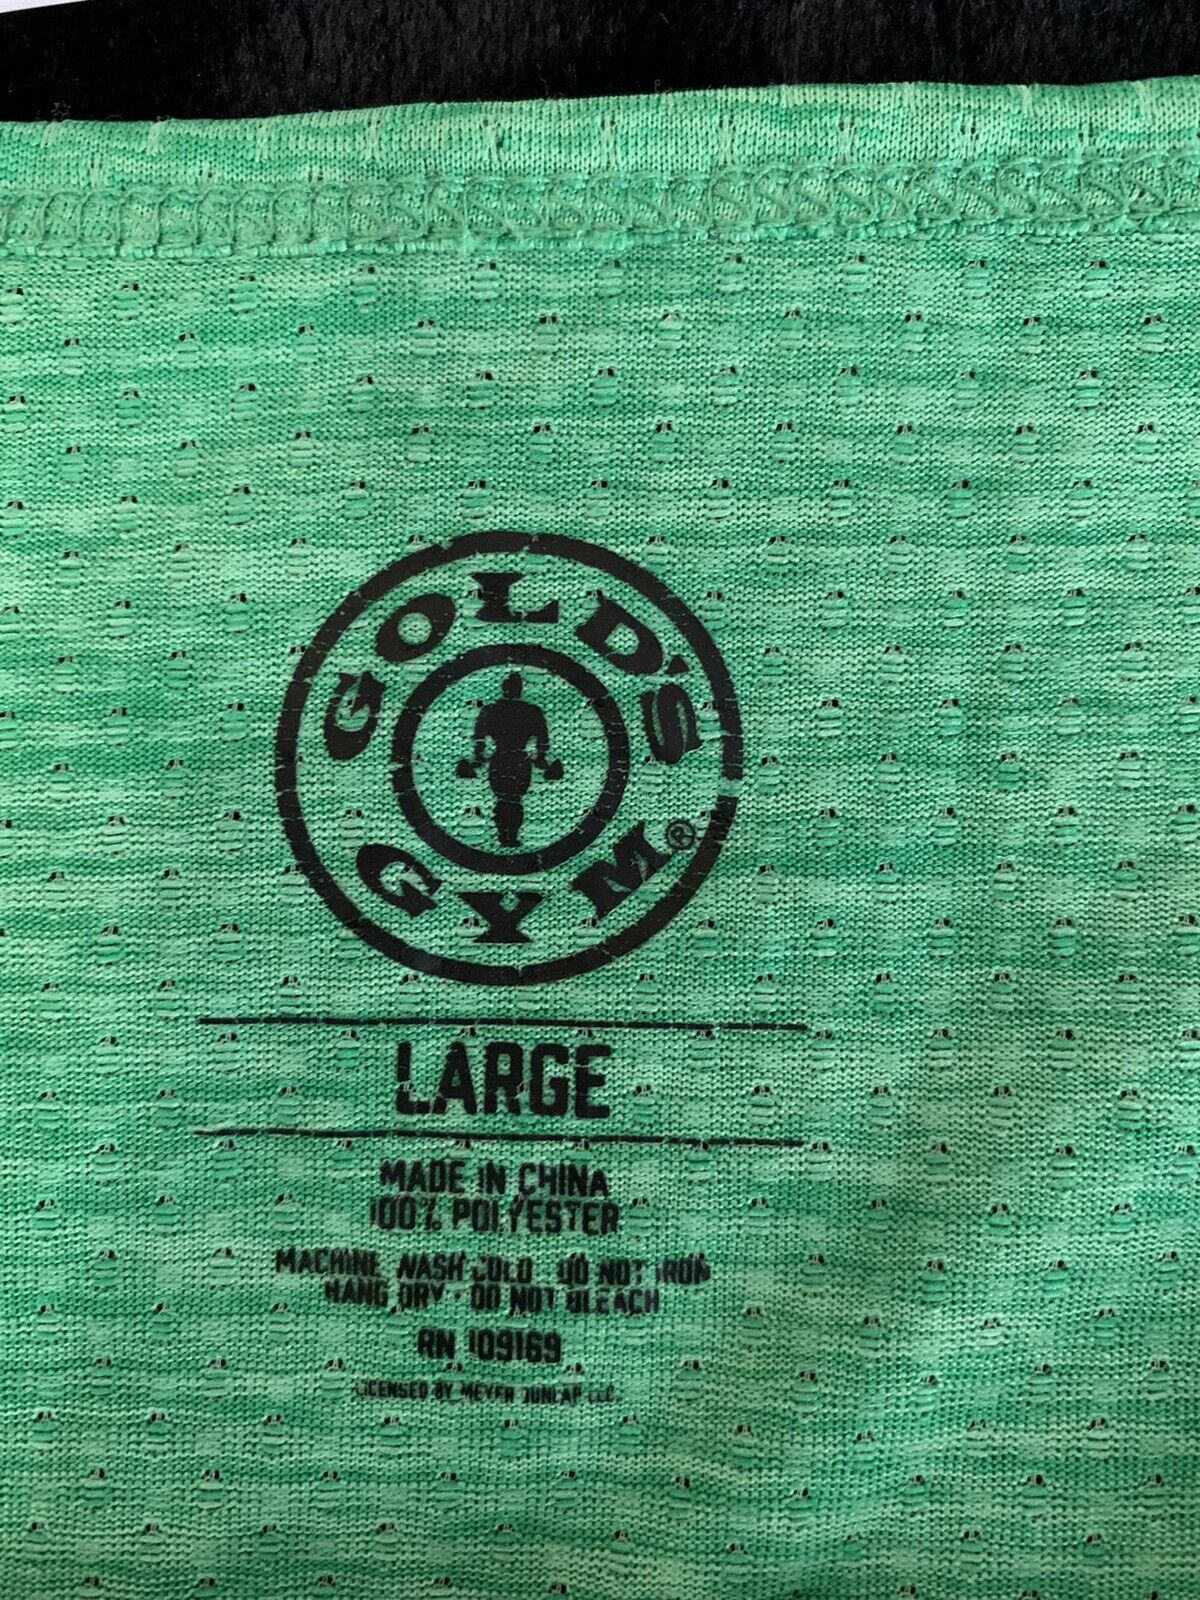 GOLD'S
GYM®
LARGE
MADE IN CHINA
100% POLYESTER
MACHINE WASH COLD · DO NOT IRON
HANG DRY · DO NOT BLEACH
RN 109169
LICENSED BY MEYER DUNLAP LLC.